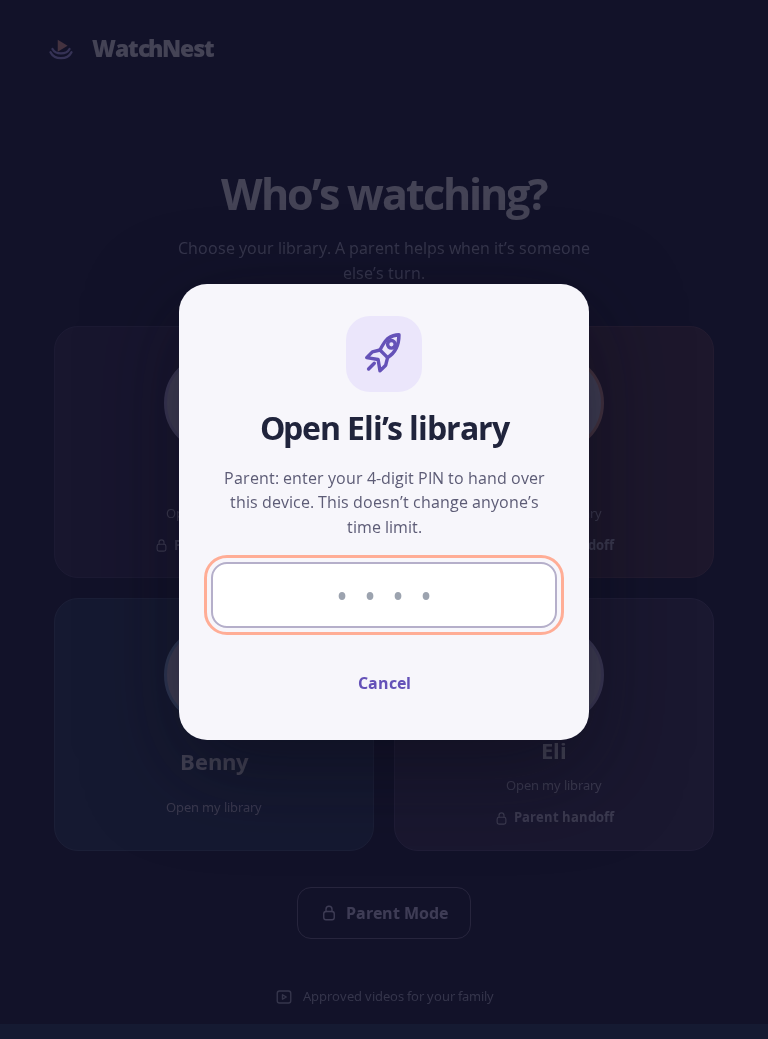 WatchNest
Who’s watching?
Choose your library. A parent helps when it’s someone
else’s turn.
Open Eli’s library
Parent: enter your 4-digit PIN to hand over
this device. This doesn’t change anyone’s
time limit.
Cancel
Benny
Open my library
Eli
Open my library
Parent handoff
Parent Mode
Approved videos for your family